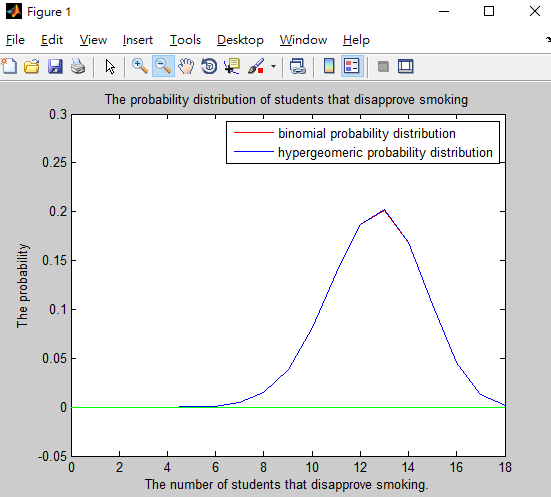 Figure 1
File Edit View Insert Tools Desktop Window Help
The probability distribution of students that disapprove smoking
0.3
binomial probability distribution
hypergeomeric probability distribution
0.25
0.2
0.15
0.1
0.05
0
-0.05
The probability
0 2 4 6 8 10 12 14 16 18
The number of students that disapprove smoking.